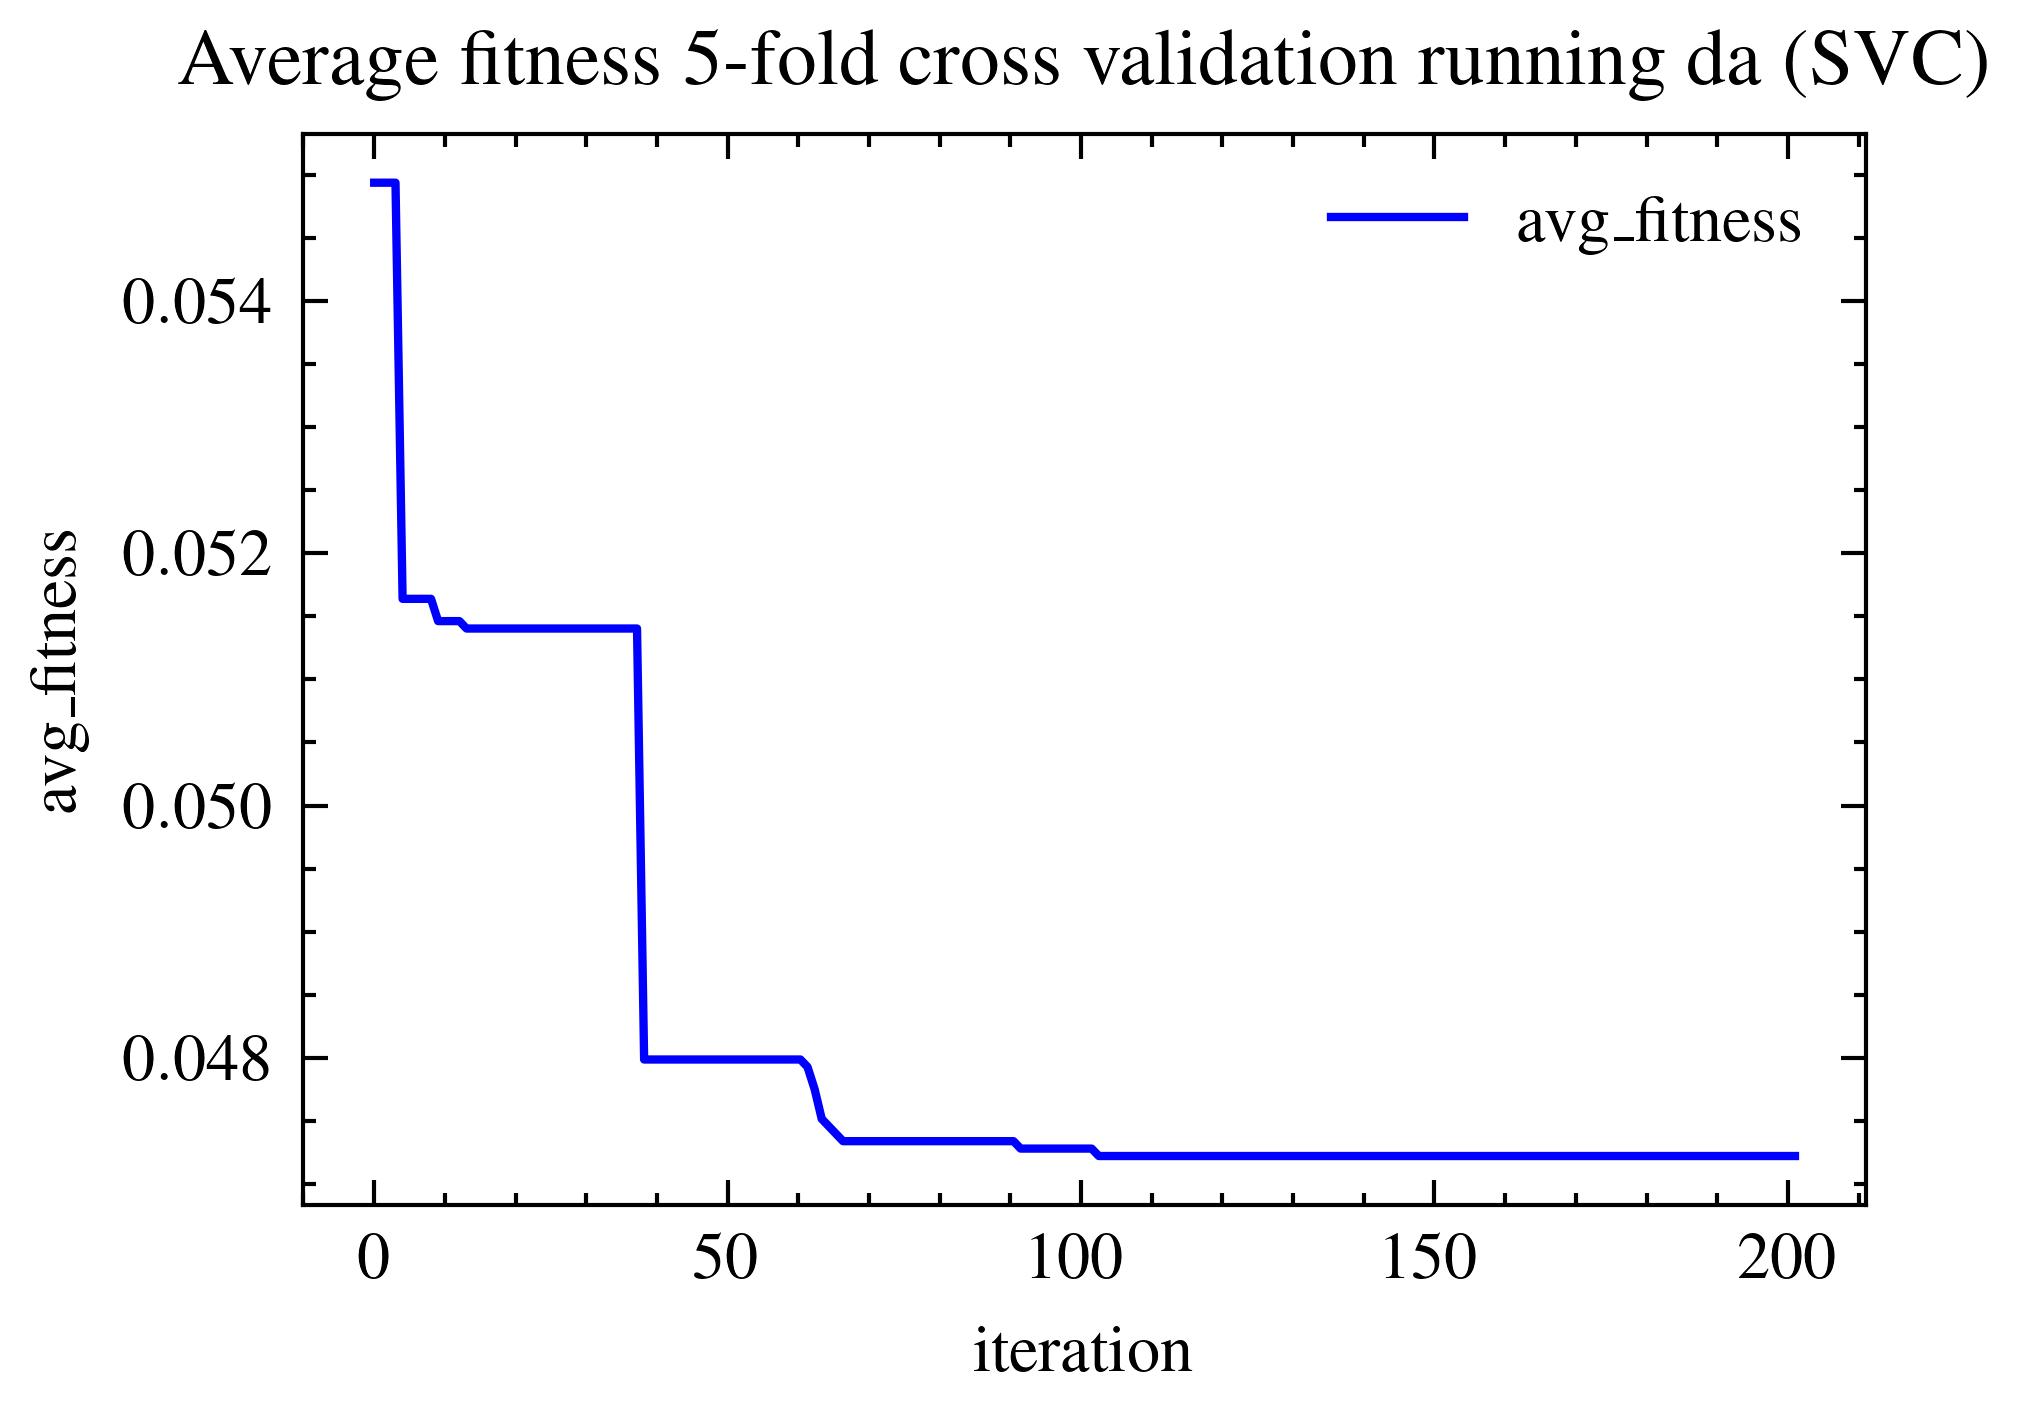 Average fitness 5-fold cross validation running da (SVC)
avg_fitness
avg_fitness
0.054
0.052
0.050
0.048
0 50 100 150 200
iteration